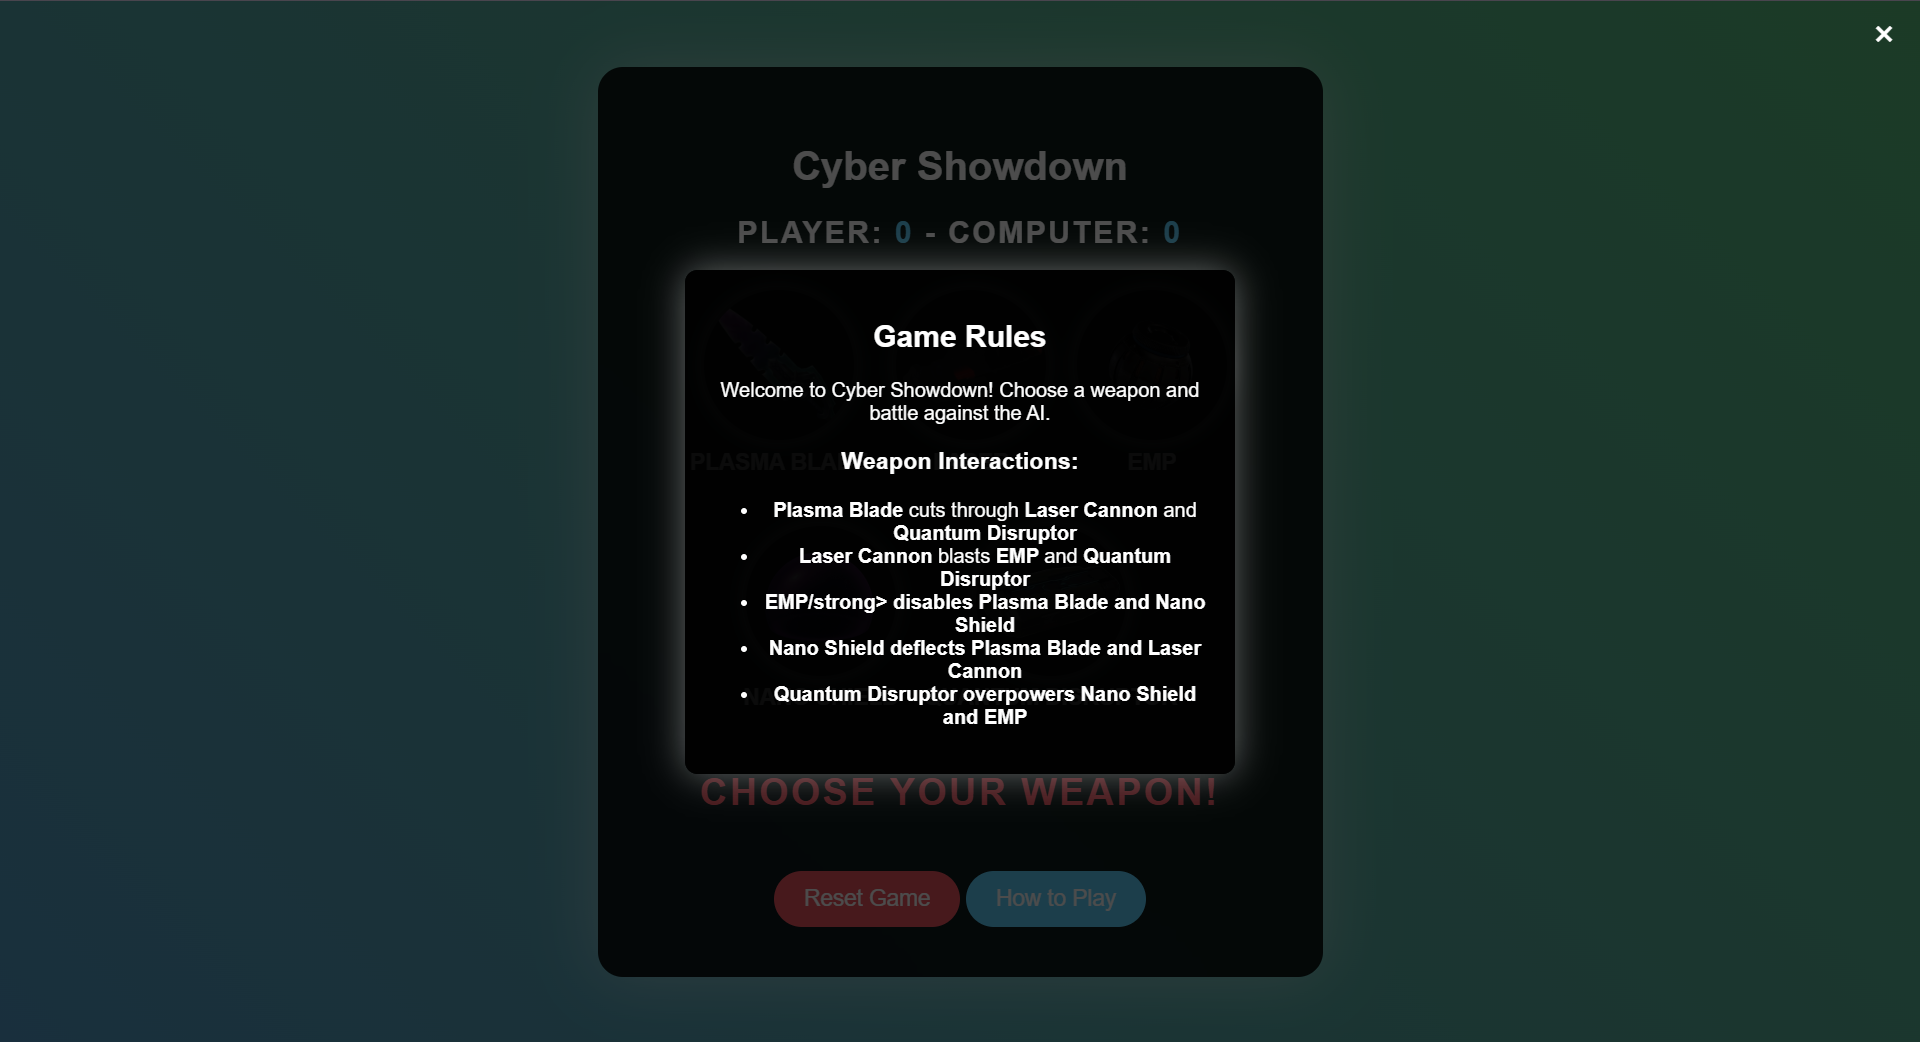 ×
Cyber Showdown
PLAYER: 0 - COMPUTER: 0
Game Rules
Welcome to Cyber Showdown! Choose a weapon and
battle against the AI.
PLASMA BLA
EMP
Weapon Interactions:
• Plasma Blade cuts through Laser Cannon and
Quantum Disruptor
• Laser Cannon blasts EMP and Quantum
Disruptor
• EMP/strong> disables Plasma Blade and Nano
Shield
• Nano Shield deflects Plasma Blade and Laser
Cannon
• Quantum Disruptor overpowers Nano Shield
and EMP
CHOOSE YOUR WEAPON!
Reset Game
How to Play